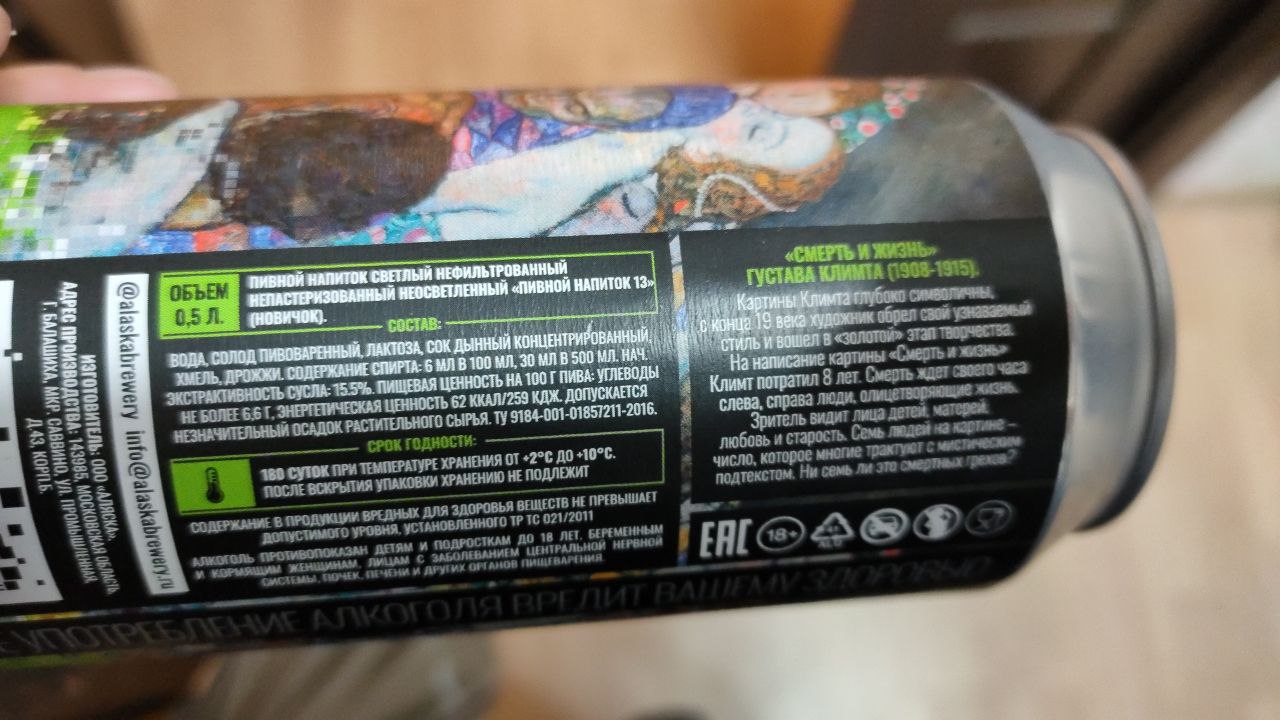 ОБЪЕМ
0,5 Л.
ПИВНОЙ НАПИТОК СВЕТЛЫЙ НЕФИЛЬТРОВАННЫЙ
НЕПАСТЕРИЗОВАННЫЙ НЕОСВЕТЛЕННЫЙ «ПИВНОЙ НАПИТОК 13»
(НОВИЧОК).
СОСТАВ:
ВОДА, СОЛОД ПИВОВАРЕННЫЙ, ЛАКТОЗА, СОК ДЫННЫЙ КОНЦЕНТРИРОВАННЫЙ,
ХМЕЛЬ, ДРОЖЖИ. СОДЕРЖАНИЕ СПИРТА: 6 МЛ В 100 МЛ, 30 МЛ В 500 МЛ. НАЧ.
ЭКСТРАКТИВНОСТЬ СУСЛА: 15.5%. ПИЩЕВАЯ ЦЕННОСТЬ НА 100 Г ПИВА: УГЛЕВОДЫ
НЕ БОЛЕЕ 6,6 Г, ЭНЕРГЕТИЧЕСКАЯ ЦЕННОСТЬ 62 ККАЛ/259 КДЖ. ДОПУСКАЕТСЯ
НЕЗНАЧИТЕЛЬНЫЙ ОСАДОК РАСТИТЕЛЬНОГО СЫРЬЯ. ТУ 9184-001-01857211-2016.
СРОК ГОДНОСТИ:
180 СУТОК ПРИ ТЕМПЕРАТУРЕ ХРАНЕНИЯ ОТ +2°C ДО +10°C.
ПОСЛЕ ВСКРЫТИЯ УПАКОВКИ ХРАНЕНИЮ НЕ ПОДЛЕЖИТ
СОДЕРЖАНИЕ В ПРОДУКЦИИ ВРЕДНЫХ ДЛЯ ЗДОРОВЬЯ ВЕЩЕСТВ НЕ ПРЕВЫШАЕТ
ДОПУСТИМОГО УРОВНЯ, УСТАНОВЛЕННОГО ТР ТС 021/2011
АЛКОГОЛЬ ПРОТИВОПОКАЗАН ДЕТЯМ И ПОДРОСТКАМ ДО 18 ЛЕТ, БЕРЕМЕННЫМ
И КОРМЯЩИМ ЖЕНЩИНАМ, ЛИЦАМ С ЗАБОЛЕВАНИЕМ ЦЕНТРАЛЬНОЙ НЕРВНОЙ
СИСТЕМЫ, ПОЧЕК, ПЕЧЕНИ И ДРУГИХ ОРГАНОВ ПИЩЕВАРЕНИЯ.
«СМЕРТЬ И ЖИЗНЬ»
ГУСТАВА КЛИМТА (1908-1915).
Картины Климта глубоко символичны,
с конца 19 века художник обрел свой узнаваемый
стиль и вошел в «золотой» этап творчества.
На написание картины «Смерть и жизнь»
Климт потратил 8 лет. Смерть ждет своего часа
слева, справа люди, олицетворяющие жизнь.
Зритель видит лица детей, матерей,
любовь и старость. Семь людей на картине –
число, которое многие трактуют с мистическим
подтекстом. Ни семь ли это смертных грехов?
EAC
18+
@alaskabrewery info@alaskabrewery.ru
ИЗГОТОВИТЕЛЬ: ООО «АЛЯСКА».
АДРЕС ПРОИЗВОДСТВА: 143985, МОСКОВСКАЯ ОБЛАСТЬ,
Г. БАЛАШИХА, МКР. САВВИНО, УЛ. ПРОМЫШЛЕННАЯ,
Д.43, КОРП.Б.
УПОТРЕБЛЕНИЕ АЛКОГОЛЯ ВРЕДИТ ВАШЕМУ ЗДОРОВЬЮ